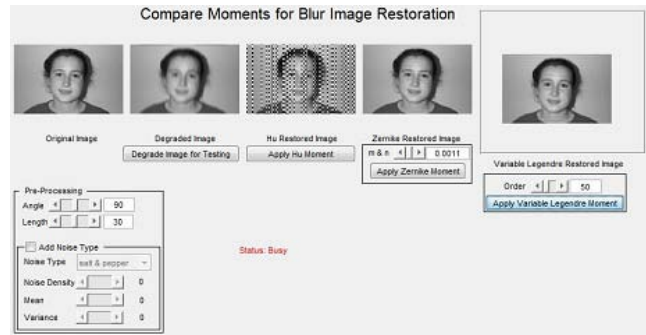 Compare Moments for Blur Image Restoration
Original Image
Degraded Image
Hu Restored Image
Zernike Restored Image
Degrade Image for Testing
Apply Hu Moment
m & n 0.0011
Apply Zernike Moment
Variable Legendre Restored Image
Order 50
Apply Variable Legendre Moment
Pre-Processing
Angle 90
Length 30
Add Noise Type
Noise Type salt & pepper
Noise Density 0
Mean 0
Variance 0
Status: Busy